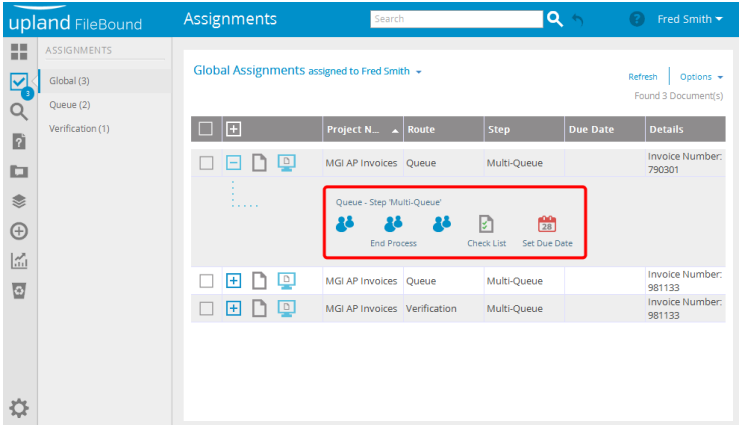 upland FileBound
Assignments
Search
?
Fred Smith
ASSIGNMENTS
Global (3)
3
Queue (2)
Verification (1)
Global Assignments assigned to Fred Smith
Refresh
Options
Found 3 Document(s)
Project N...
Route
Step
Due Date
Details
MGI AP Invoices
Queue
Multi-Queue
Invoice Number:
790301
Queue - Step 'Multi-Queue'
28
End Process
Check List
Set Due Date
MGI AP Invoices
Queue
Multi-Queue
Invoice Number:
981133
MGI AP Invoices
Verification
Multi-Queue
Invoice Number:
981133